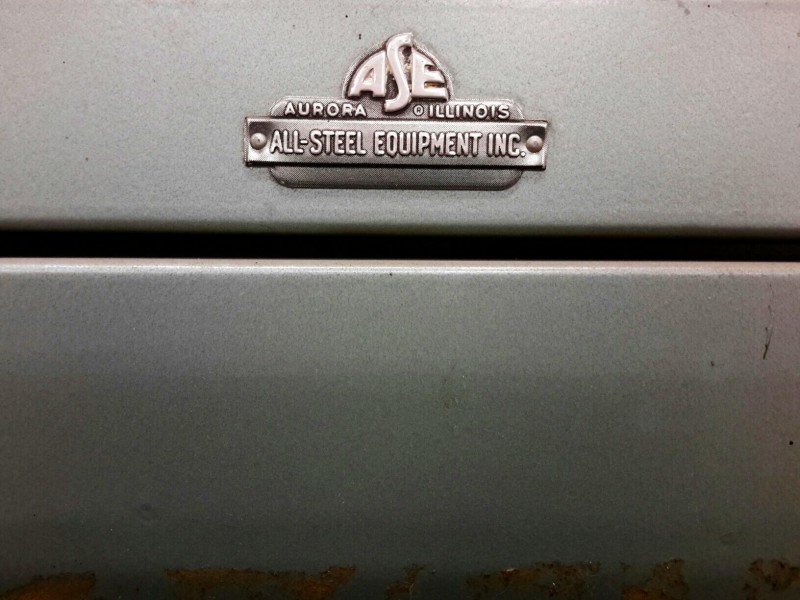 ASE
AURORA ® ILLINOIS
ALL-STEEL EQUIPMENT INC.